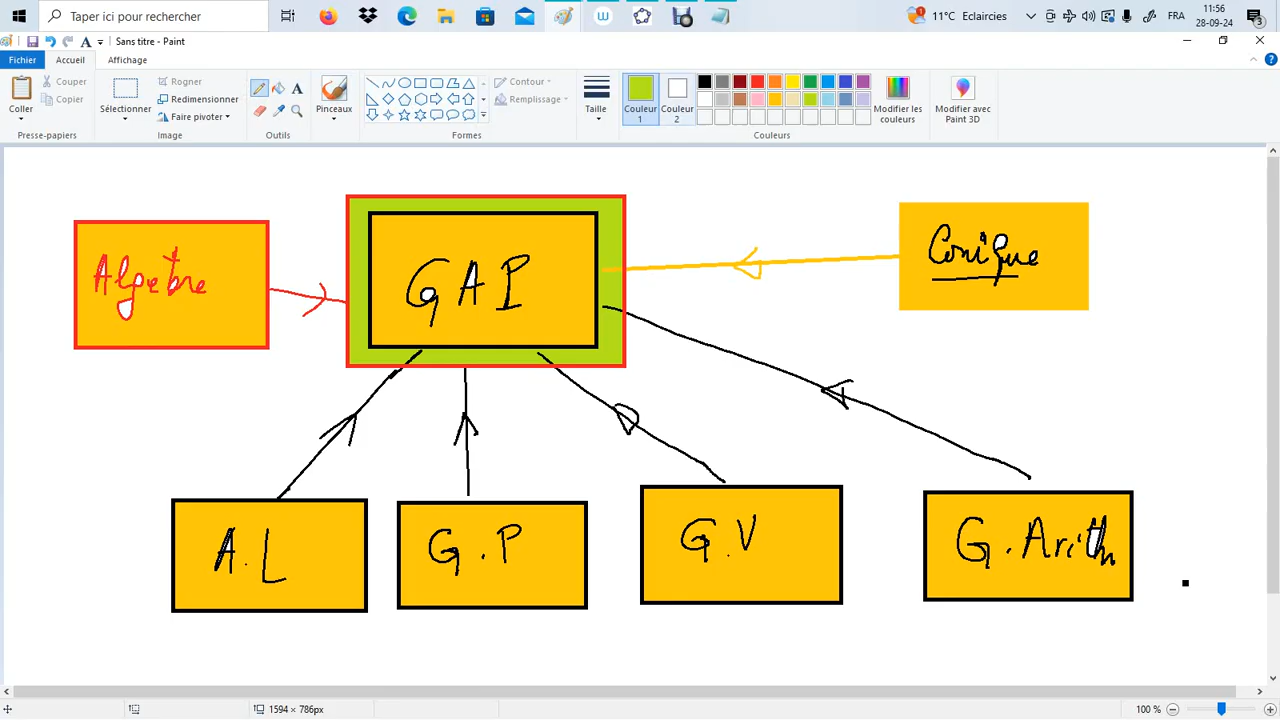 Taper ici pour rechercher
11°C Eclaircies
FRA
11:56
28-09-24
3
Sans titre - Paint
Fichier
Accueil
Affichage
Coller
Couper
Copier
Presse-papiers
Sélectionner
Rogner
Redimensionner
Faire pivoter
Image
Outils
Pinceaux
Formes
Contour
Remplissage
Taille
Couleur 1
Couleur 2
Modifier les couleurs
Couleurs
Modifier avec Paint 3D
Algebre
GAP
Conique
A.L
G.P
G.V
G.Arith
1594 × 786px
100 %